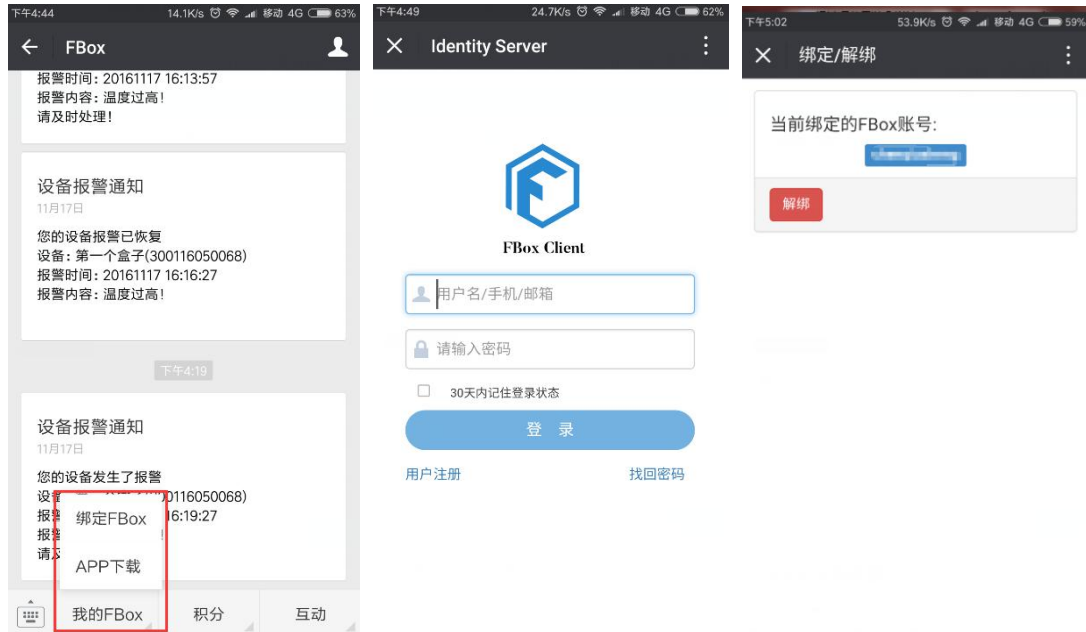 下午4:44 14.1K/s 移动 4G 63%
FBox
报警时间: 20161117 16:13:57
报警内容: 温度过高!
请及时处理!
设备报警通知
11月17日
您的设备报警已恢复
设备: 第一个盒子(300116050068)
报警时间: 20161117 16:16:27
报警内容: 温度过高!
下午4:19
设备报警通知
11月17日
您的设备发生了报警
00116050068)
16:19:27
绑定FBox
APP下载
我的FBox
积分
互动
下午4:49 24.7K/s 移动 4G 62%
Identity Server
FBox Client
用户名/手机/邮箱
请输入密码
30天内记住登录状态
登 录
用户注册
找回密码
下午5:02 53.9K/s 移动 4G 59%
绑定/解绑
当前绑定的FBox账号:
解绑